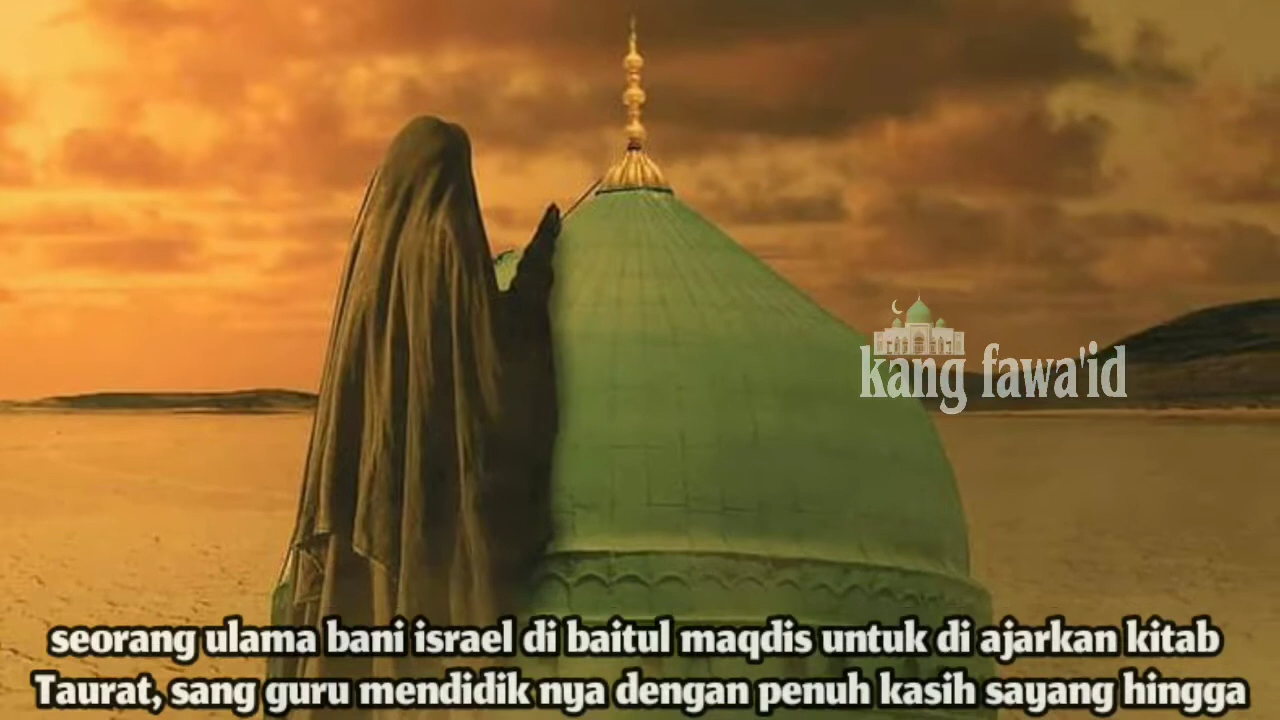 kang fawa'id
seorang ulama bani israel di baitul maqdis untuk di ajarkan kitab
Taurat, sang guru mendidik nya dengan penuh kasih sayang hingga